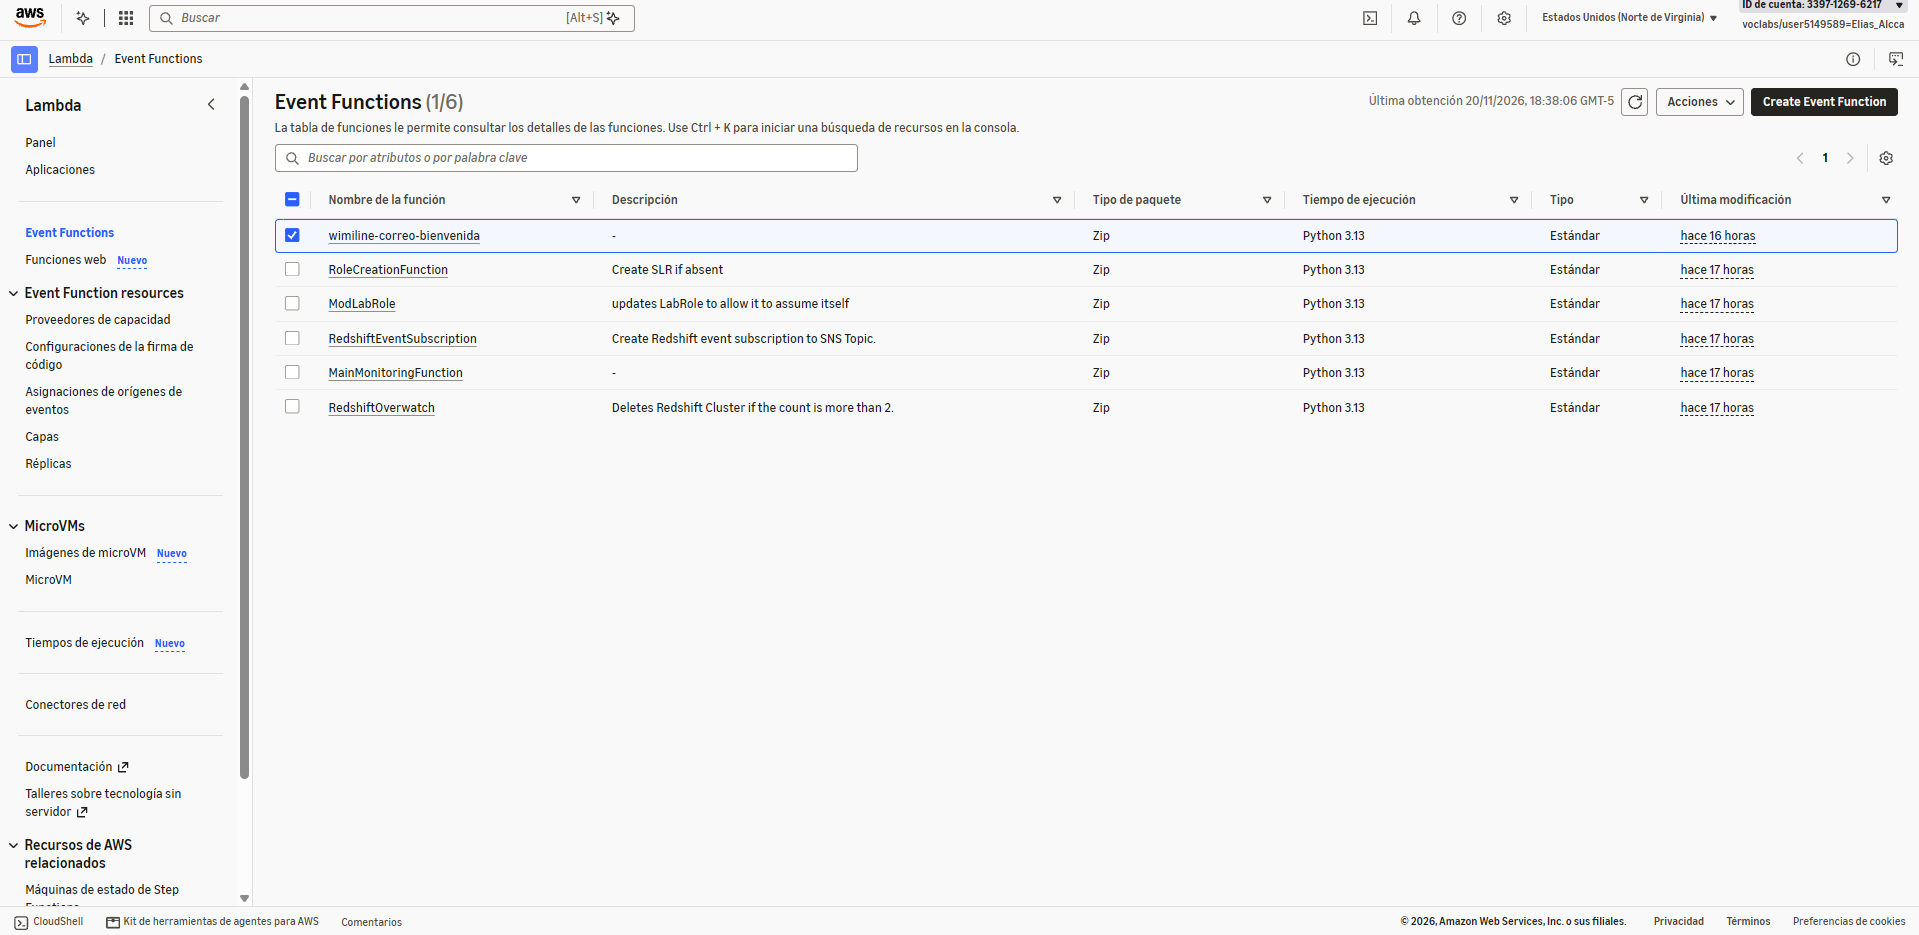 aws
Buscar
[Alt+S]
Estados Unidos (Norte de Virginia)
ID de cuenta: 3397-1269-6217
voclabs/user5149589=Elias_Alcca
Lambda / Event Functions
Lambda
Panel
Aplicaciones
Event Functions
Funciones web Nuevo
Event Function resources
Proveedores de capacidad
Configuraciones de la firma de
código
Asignaciones de orígenes de
eventos
Capas
Réplicas
MicroVMs
Imágenes de microVM Nuevo
MicroVM
Tiempos de ejecución Nuevo
Conectores de red
Documentación
Talleres sobre tecnología sin
servidor
Recursos de AWS
relacionados
Máquinas de estado de Step
Functions
Event Functions (1/6)
Última obtención 20/11/2026, 18:38:06 GMT-5
Acciones
Create Event Function
La tabla de funciones le permite consultar los detalles de las funciones. Use Ctrl + K para iniciar una búsqueda de recursos en la consola.
Buscar por atributos o por palabra clave
1
Nombre de la función Descripción Tipo de paquete Tiempo de ejecución Tipo Última modificación
wimiline-correo-bienvenida - Zip Python 3.13 Estándar hace 16 horas
RoleCreationFunction Create SLR if absent Zip Python 3.13 Estándar hace 17 horas
ModLabRole updates LabRole to allow it to assume itself Zip Python 3.13 Estándar hace 17 horas
RedshiftEventSubscription Create Redshift event subscription to SNS Topic. Zip Python 3.13 Estándar hace 17 horas
MainMonitoringFunction - Zip Python 3.13 Estándar hace 17 horas
RedshiftOverwatch Deletes Redshift Cluster if the count is more than 2. Zip Python 3.13 Estándar hace 17 horas
CloudShell
Kit de herramientas de agentes para AWS
Comentarios
© 2026, Amazon Web Services, Inc. o sus filiales.
Privacidad
Términos
Preferencias de cookies